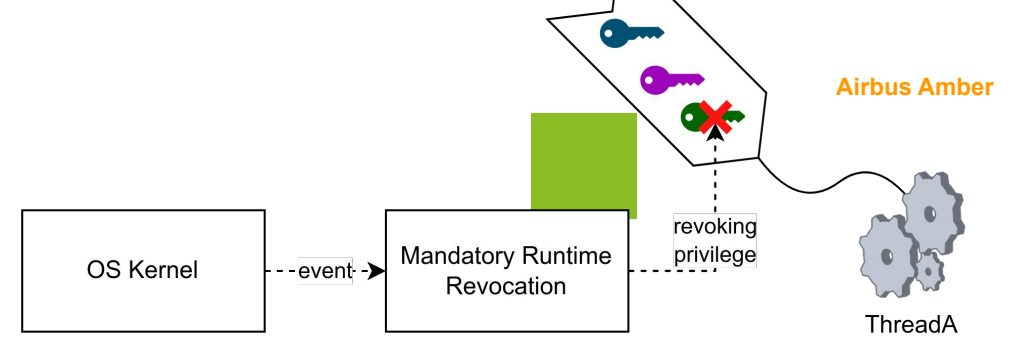 Airbus Amber
OS Kernel
event
Mandatory Runtime
Revocation
revoking
privilege
ThreadA